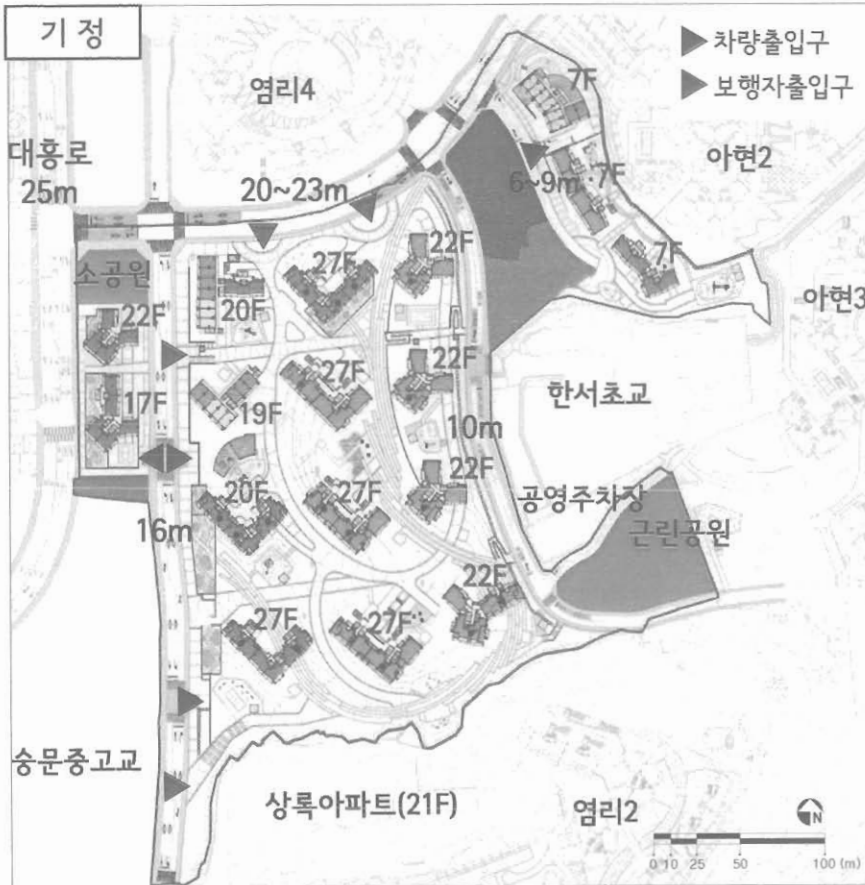 기 정
차량출입구
보행자출입구
염리4
7F
대흥로
25m
20~23m
아현2
6~9m
7F
7F
소공원
22F
20F
27F
22F
아현3
17F
27F
22F
한서초교
19F
10m
20F
27F
22F
공영주차장
근린공원
16m
22F
27F
27F
숭문중고교
상록아파트(21F)
염리2
N
0 10 25 50 100 (m)